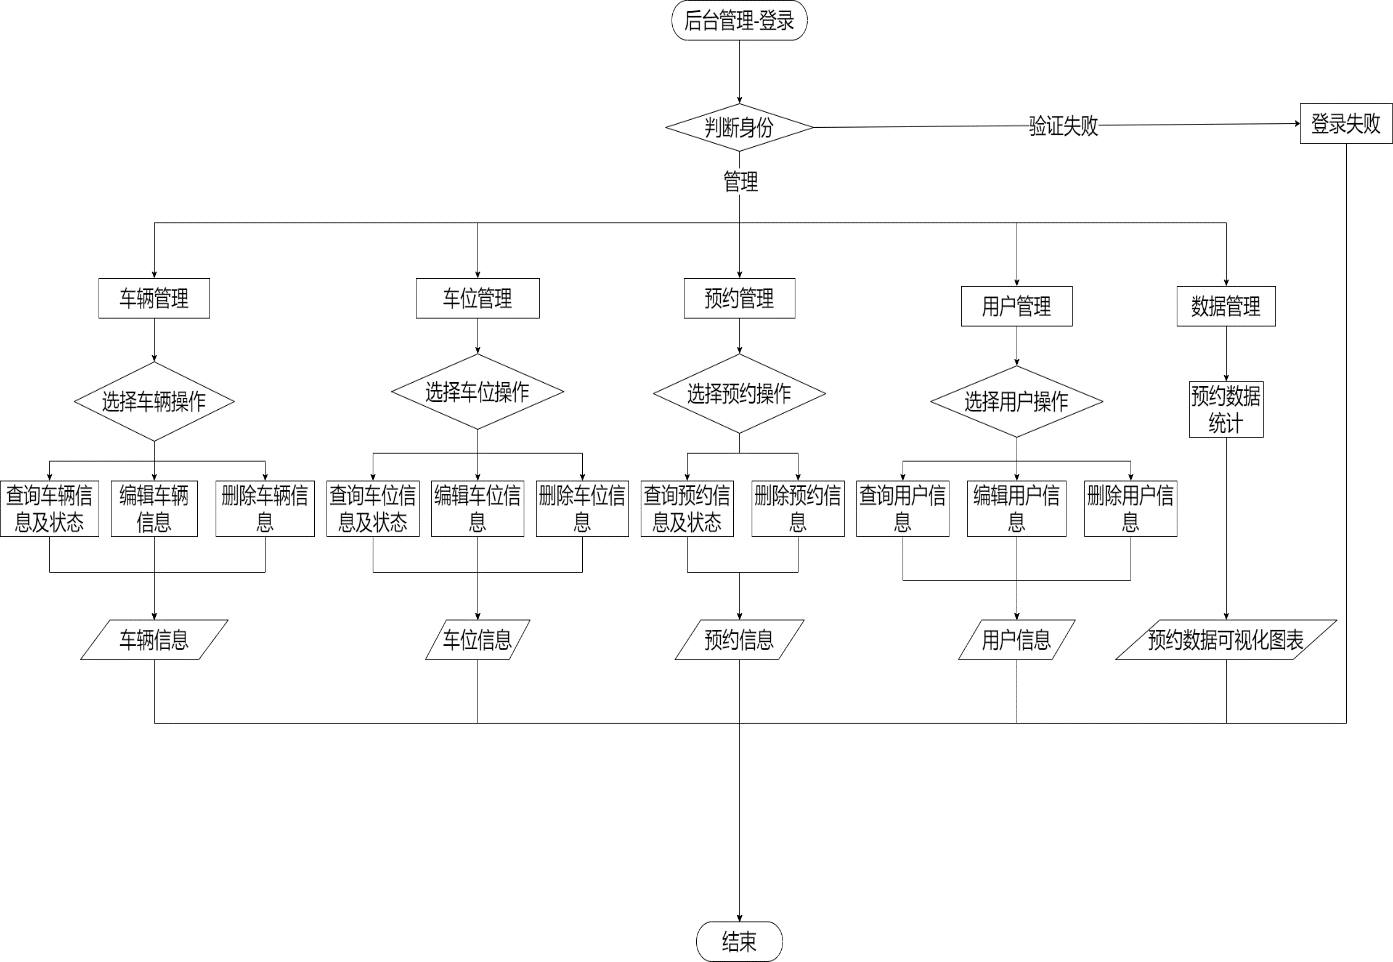 后台管理-登录
判断身份
验证失败
登录失败
管理
车辆管理
车位管理
预约管理
用户管理
数据管理
选择车辆操作
选择车位操作
选择预约操作
选择用户操作
预约数据
统计
查询车辆信
息及状态
编辑车辆
信息
删除车辆信
息
查询车位信
息及状态
编辑车位信
息
删除车位信
息
查询预约信
息及状态
删除预约信
息
查询用户信
息
编辑用户信
息
删除用户信
息
车辆信息
车位信息
预约信息
用户信息
预约数据可视化图表
结束